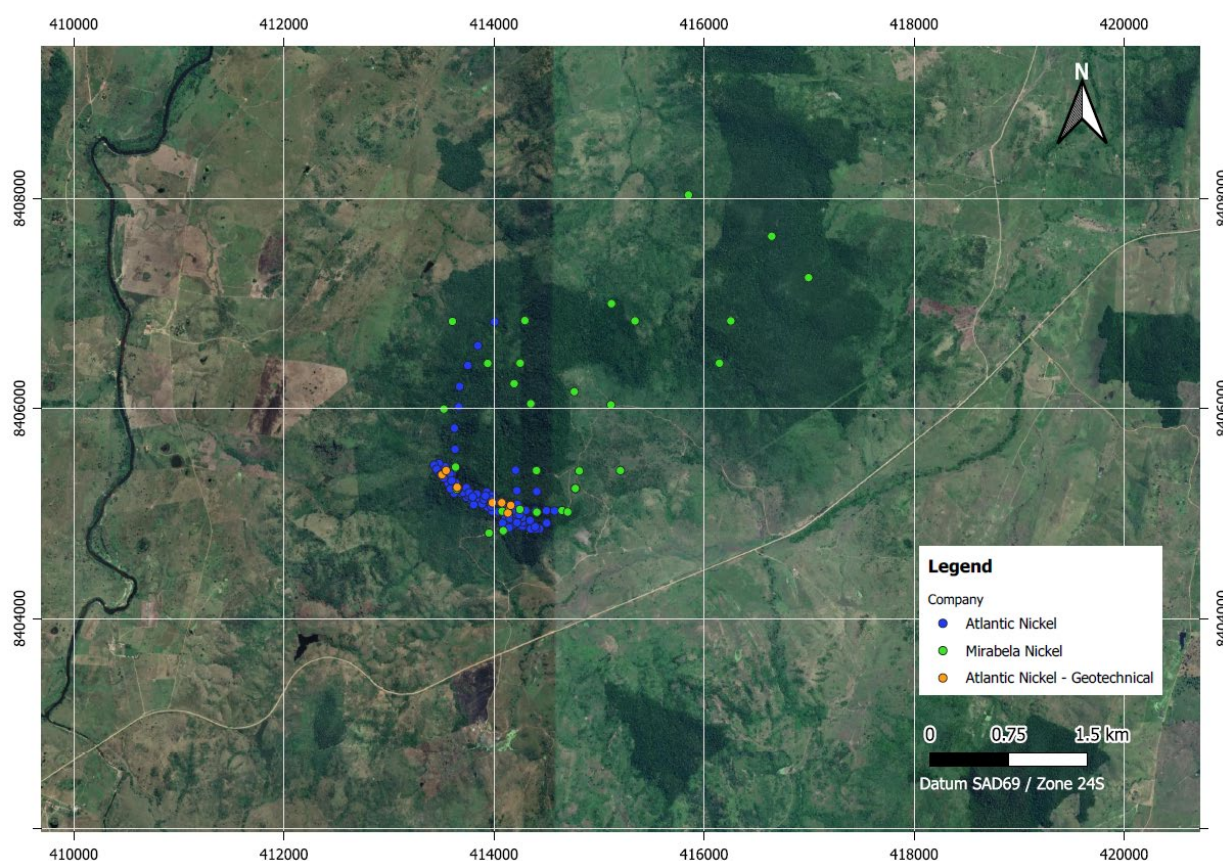 410000 412000 414000 416000 418000 420000
N
8408000 8408000
8406000 8406000
8404000 8404000
Legend
Company
Atlantic Nickel
Mirabela Nickel
Atlantic Nickel - Geotechnical
0 0.75 1.5 km
Datum SAD69 / Zone 24S
410000 412000 414000 416000 418000 420000